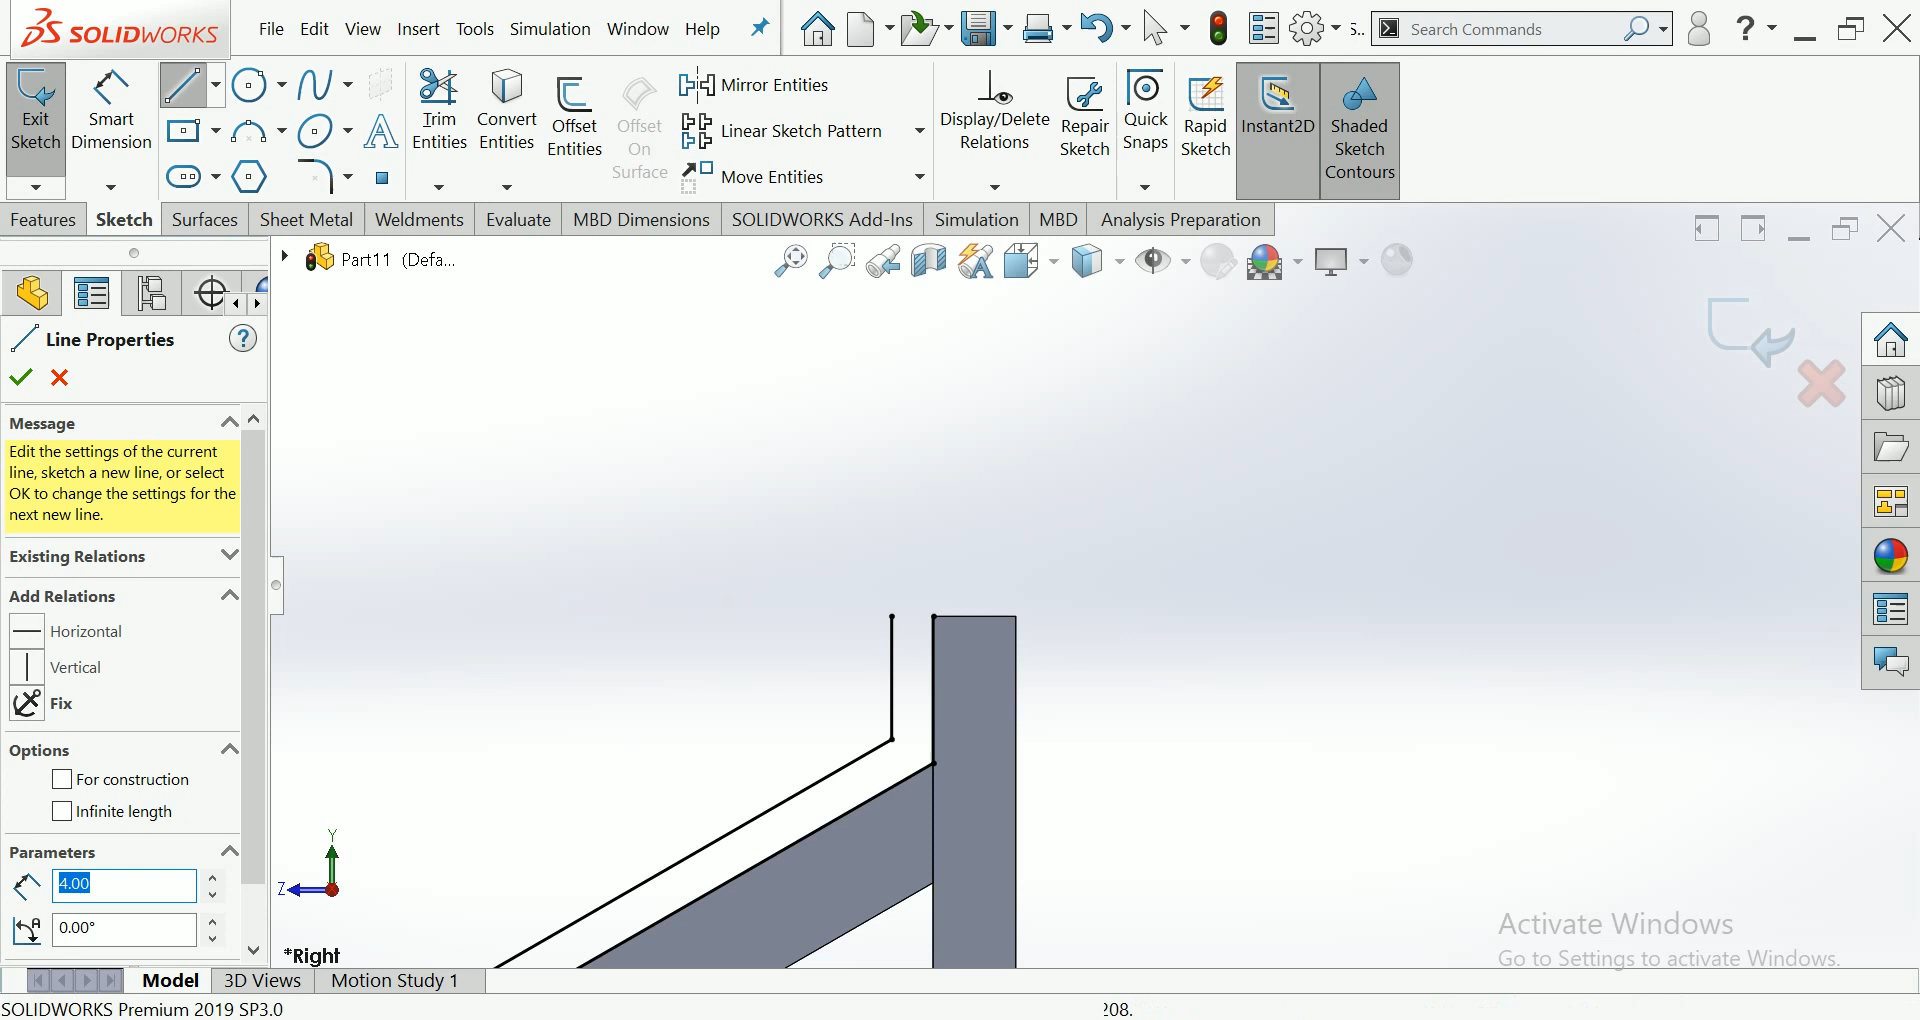 SOLIDWORKS File Edit View Insert Tools Simulation Window Help S.. Search Commands ?
Exit Sketch
Smart Dimension
Trim Entities
Convert Entities
Offset Entities
Offset On Surface
Mirror Entities
Linear Sketch Pattern
Move Entities
Display/Delete Relations
Repair Sketch
Quick Snaps
Rapid Sketch
Instant2D
Shaded Sketch Contours
Features Sketch Surfaces Sheet Metal Weldments Evaluate MBD Dimensions SOLIDWORKS Add-Ins Simulation MBD Analysis Preparation
Part11 (Defa...
Line Properties ?
Message
Edit the settings of the current
line, sketch a new line, or select
OK to change the settings for the
next new line.
Existing Relations
Add Relations
Horizontal
Vertical
Fix
Options
For construction
Infinite length
Parameters
4.00
0.00°
Y
Z
*Right
Activate Windows
Go to Settings to activate Windows.
Model 3D Views Motion Study 1
SOLIDWORKS Premium 2019 SP3.0